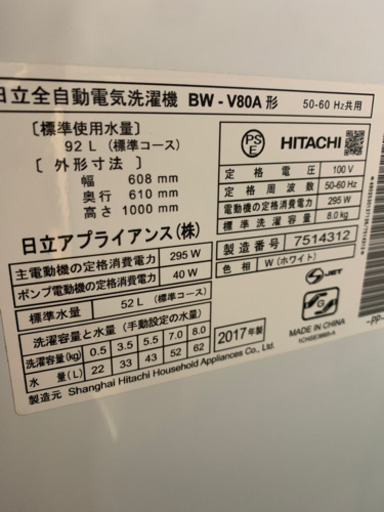 日立全自動電気洗濯機 BW - V80A 形 50-60 Hz共用
〔標準使用水量〕
92 L (標準コース)
〔外形寸法〕
幅 608 mm
奥行 610 mm
高さ 1000 mm
日立アプライアンス(株)
PS
E
HITACHI
定格電圧 100 V
定格周波数 50-60 Hz
電動機の定格消費電力 295 W
標準洗濯容量 8.0 kg
製造番号 7514312
色相 W(ホワイト)
主電動機の定格消費電力 295 W
ポンプ電動機の定格消費電力 40 W
標準水量 52 L (標準コース)
洗濯容量と水量 (手動設定の水量)
洗濯容量(kg) 0.5 3.5 5.5 7.0 8.0
水量(L) 22 33 43 52 62
2017年製
S-JET
MADE IN CHINA
製造元 Shanghai Hitachi Household Appliances Co., Ltd.